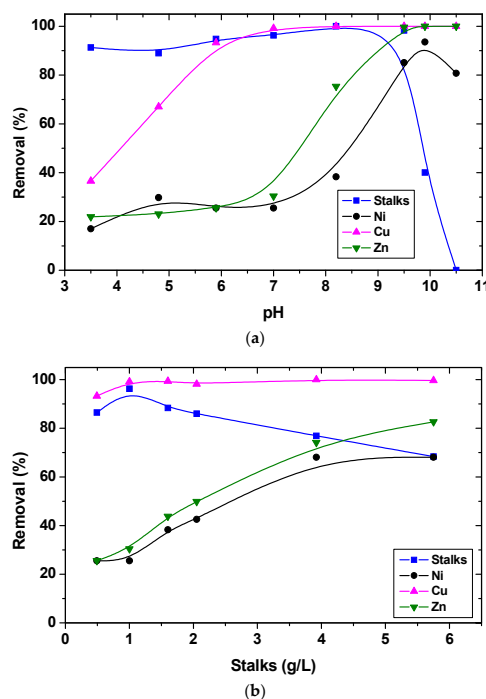 100
80
60
40
20
0
Removal (%)
Stalks
Ni
Cu
Zn
3 4 5 6 7 8 9 10 11
pH
(a)
100
80
60
40
20
0
Removal (%)
Stalks
Ni
Cu
Zn
0 1 2 3 4 5 6
Stalks (g/L)
(b)